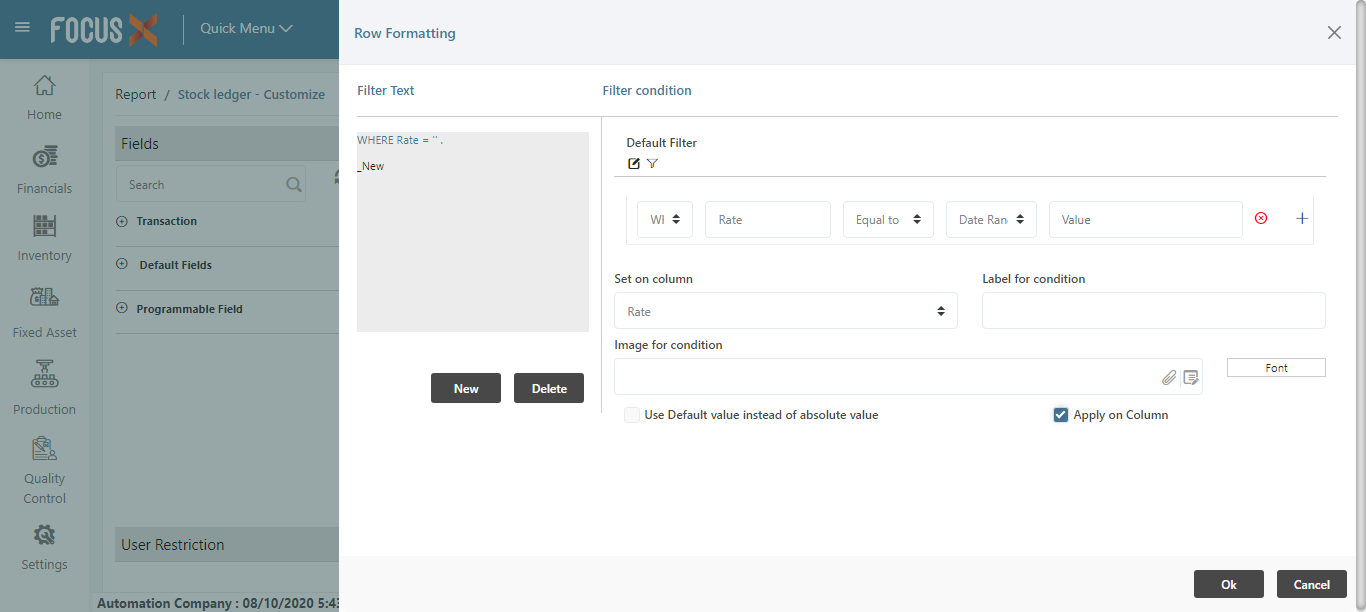 FOCUS X
Quick Menu
Row Formatting
Home
Financials
Inventory
Fixed Asset
Production
Quality
Control
Settings
Report / Stock ledger - Customize
Fields
Search
Transaction
Default Fields
Programmable Field
User Restriction
Automation Company : 08/10/2020 5:43
Filter Text
Filter condition
WHERE Rate = '' .
_New
New
Delete
Default Filter
Rate
Equal to
Date Ran
Value
Set on column
Label for condition
Rate
Image for condition
Font
Use Default value instead of absolute value
Apply on Column
Ok
Cancel